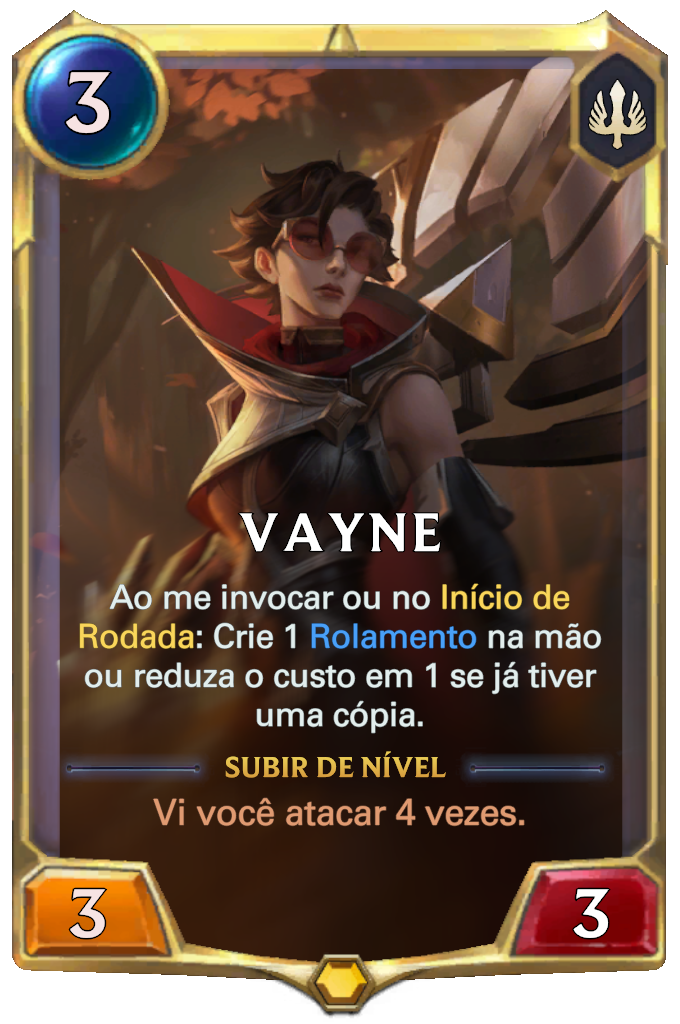 3
VAYNE
Ao me invocar ou no Início de
Rodada: Crie 1 Rolamento na mão
ou reduza o custo em 1 se já tiver
uma cópia.
SUBIR DE NÍVEL
Vi você atacar 4 vezes.
3
3